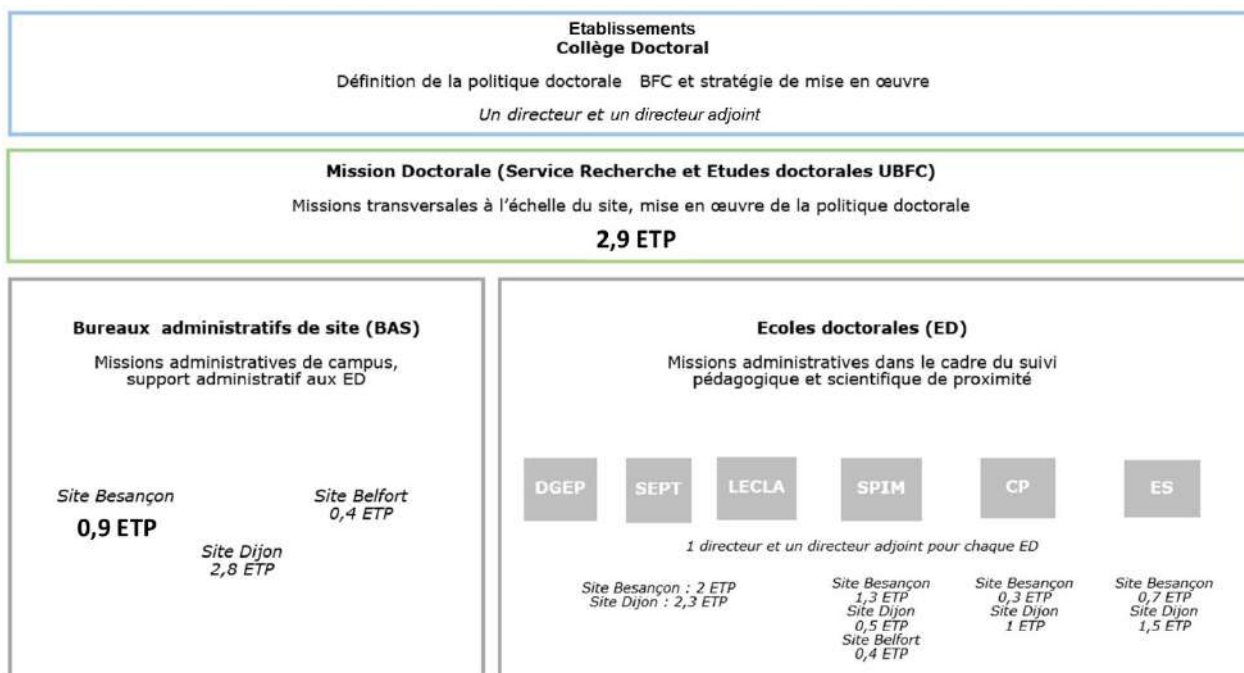 Etablissements
Collège Doctoral
Définition de la politique doctorale BFC et stratégie de mise en œuvre
Un directeur et un directeur adjoint
Mission Doctorale (Service Recherche et Etudes doctorales UBFC)
Missions transversales à l'échelle du site, mise en œuvre de la politique doctorale
2,9 ETP
Bureaux administratifs de site (BAS)
Missions administratives de campus,
support administratif aux ED
Site Besançon
0,9 ETP
Site Belfort
0,4 ETP
Site Dijon
2,8 ETP
Ecoles doctorales (ED)
Missions administratives dans le cadre du suivi
pédagogique et scientifique de proximité
DGEP
SEPT
LECLA
SPIM
CP
ES
1 directeur et un directeur adjoint pour chaque ED
Site Besançon : 2 ETP
Site Dijon : 2,3 ETP
Site Besançon
1,3 ETP
Site Dijon
0,5 ETP
Site Belfort
0,4 ETP
Site Besançon
0,3 ETP
Site Dijon
1 ETP
Site Besançon
0,7 ETP
Site Dijon
1,5 ETP